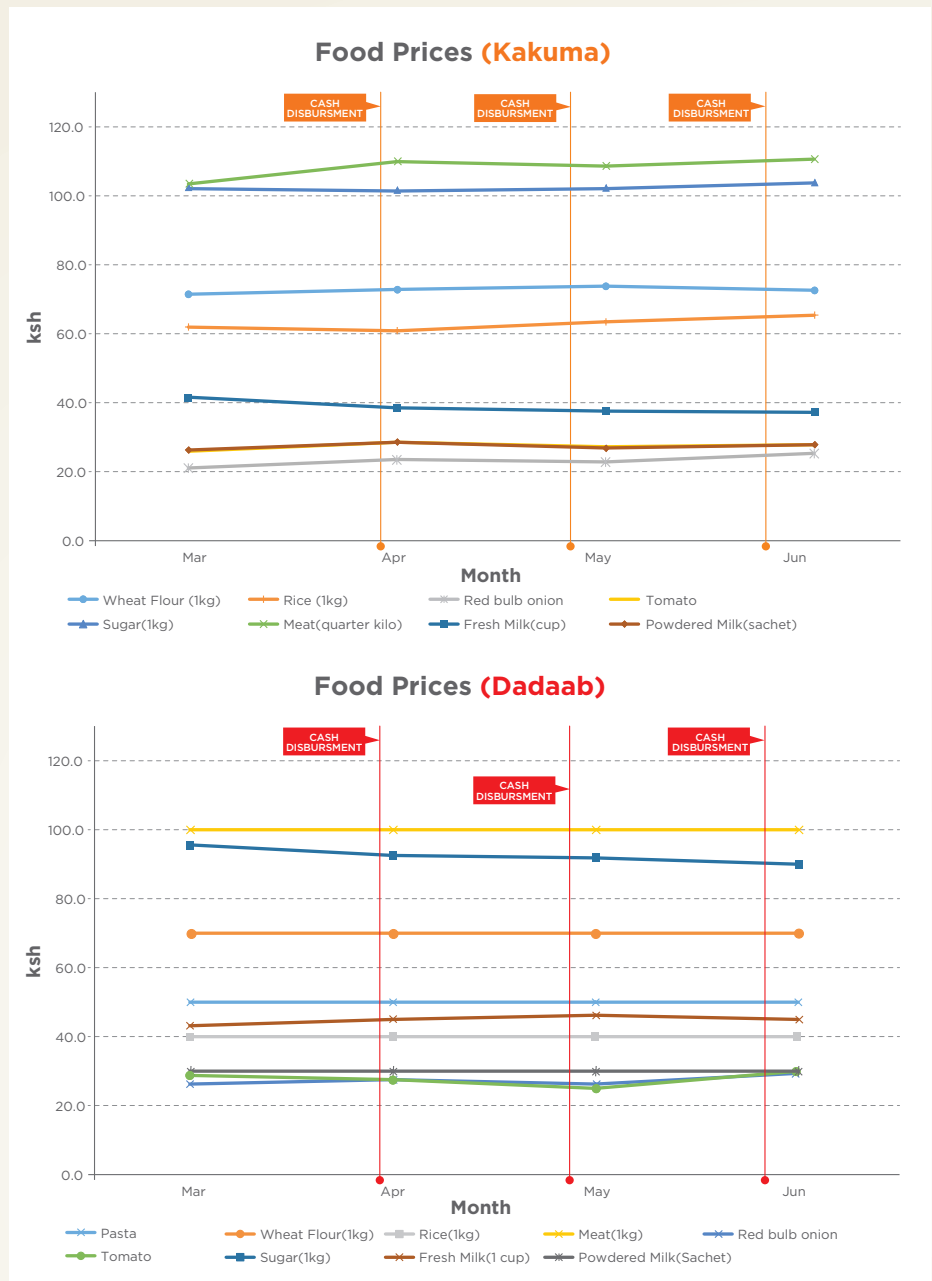 Food Prices (Kakuma)
CASH
DISBURSMENT
CASH
DISBURSMENT
CASH
DISBURSMENT
120.0
100.0
80.0
60.0
40.0
20.0
0.0
ksh
Mar Apr May Jun
Month
Wheat Flour (1kg) Rice (1kg) Red bulb onion Tomato
Sugar(1kg) Meat(quarter kilo) Fresh Milk(cup) Powdered Milk(sachet)
Food Prices (Dadaab)
CASH
DISBURSMENT
CASH
DISBURSMENT
CASH
DISBURSMENT
120.0
100.0
80.0
60.0
40.0
20.0
0.0
ksh
Mar Apr May Jun
Month
Pasta Wheat Flour(1kg) Rice(1kg) Meat(1kg) Red bulb onion
Tomato Sugar(1kg) Fresh Milk(1 cup) Powdered Milk(Sachet)